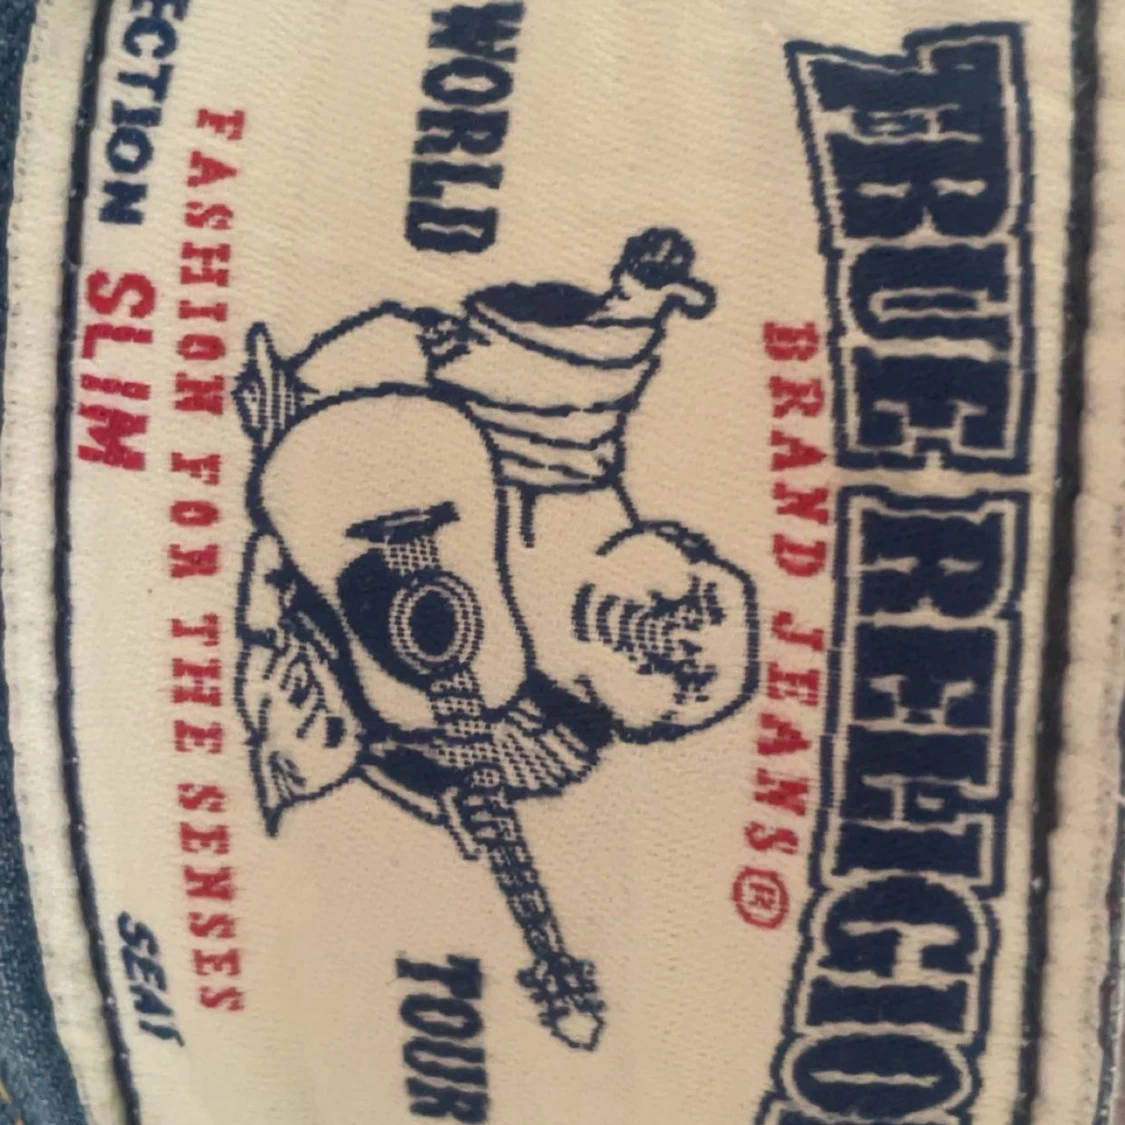 TRUE RELIGIO
BRAND JEANS®
WORLD TOUR
FASHION FOR THE SENSES
ECTION SLIM SEAT